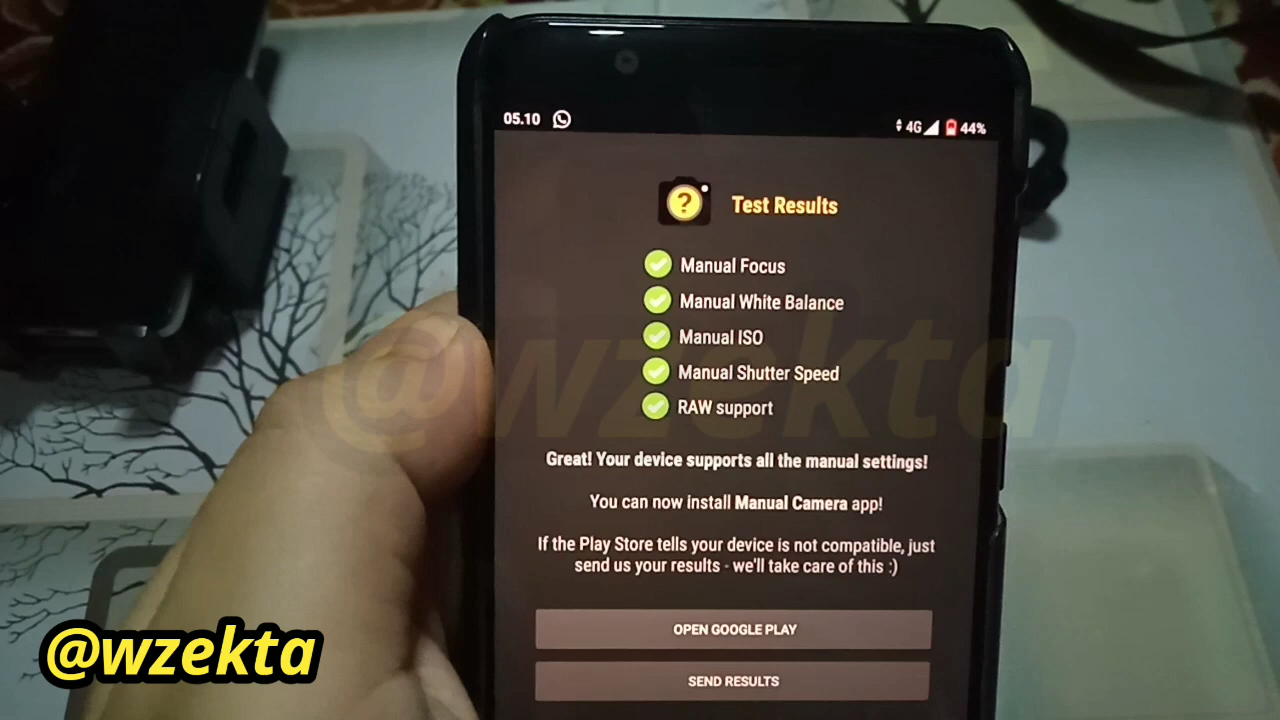 05.10
4G 44%
?
Test Results
Manual Focus
Manual White Balance
Manual ISO
Manual Shutter Speed
RAW support
@wzekta
Great! Your device supports all the manual settings!
You can now install Manual Camera app!
If the Play Store tells your device is not compatible, just
send us your results - we'll take care of this :)
OPEN GOOGLE PLAY
SEND RESULTS
@wzekta